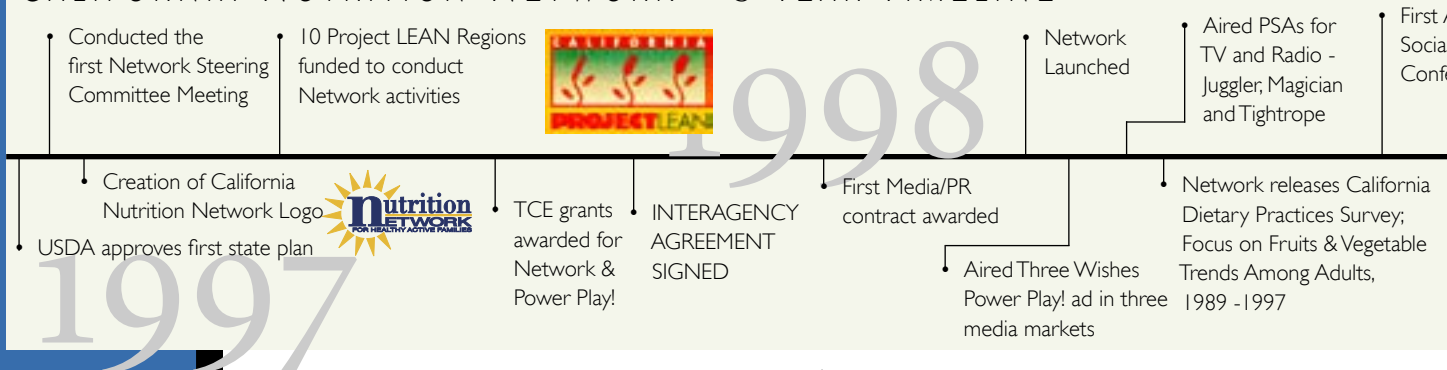 Conducted the
first Network Steering
Committee Meeting
10 Project LEAN Regions
funded to conduct
Network activities
CALIFORNIA
PROJECT LEAN
1998
Network
Launched
Aired PSAs for
TV and Radio -
Juggler, Magician
and Tightrope
First
Creation of California
Nutrition Network Logo
nutrition
NETWORK
FOR HEALTHY ACTIVE FAMILIES
USDA approves first state plan
1997
TCE grants
awarded for
Network &
Power Play!
INTERAGENCY
AGREEMENT
SIGNED
First Media/PR
contract awarded
Aired Three Wishes
Power Play! ad in three
media markets
Network releases California
Dietary Practices Survey;
Focus on Fruits & Vegetable
Trends Among Adults,
1989 -1997